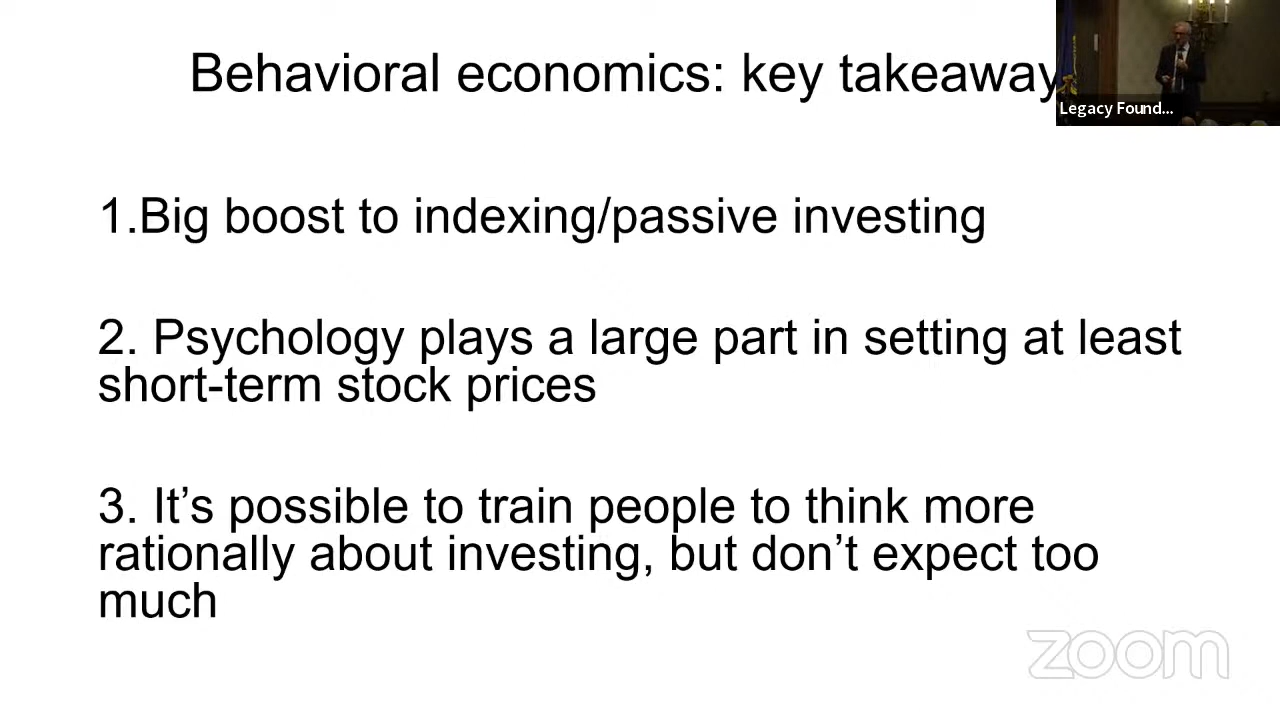 Behavioral economics: key takeaway
Legacy Found...
1.Big boost to indexing/passive investing
2. Psychology plays a large part in setting at least
short-term stock prices
3. It’s possible to train people to think more
rationally about investing, but don’t expect too
much
zoom